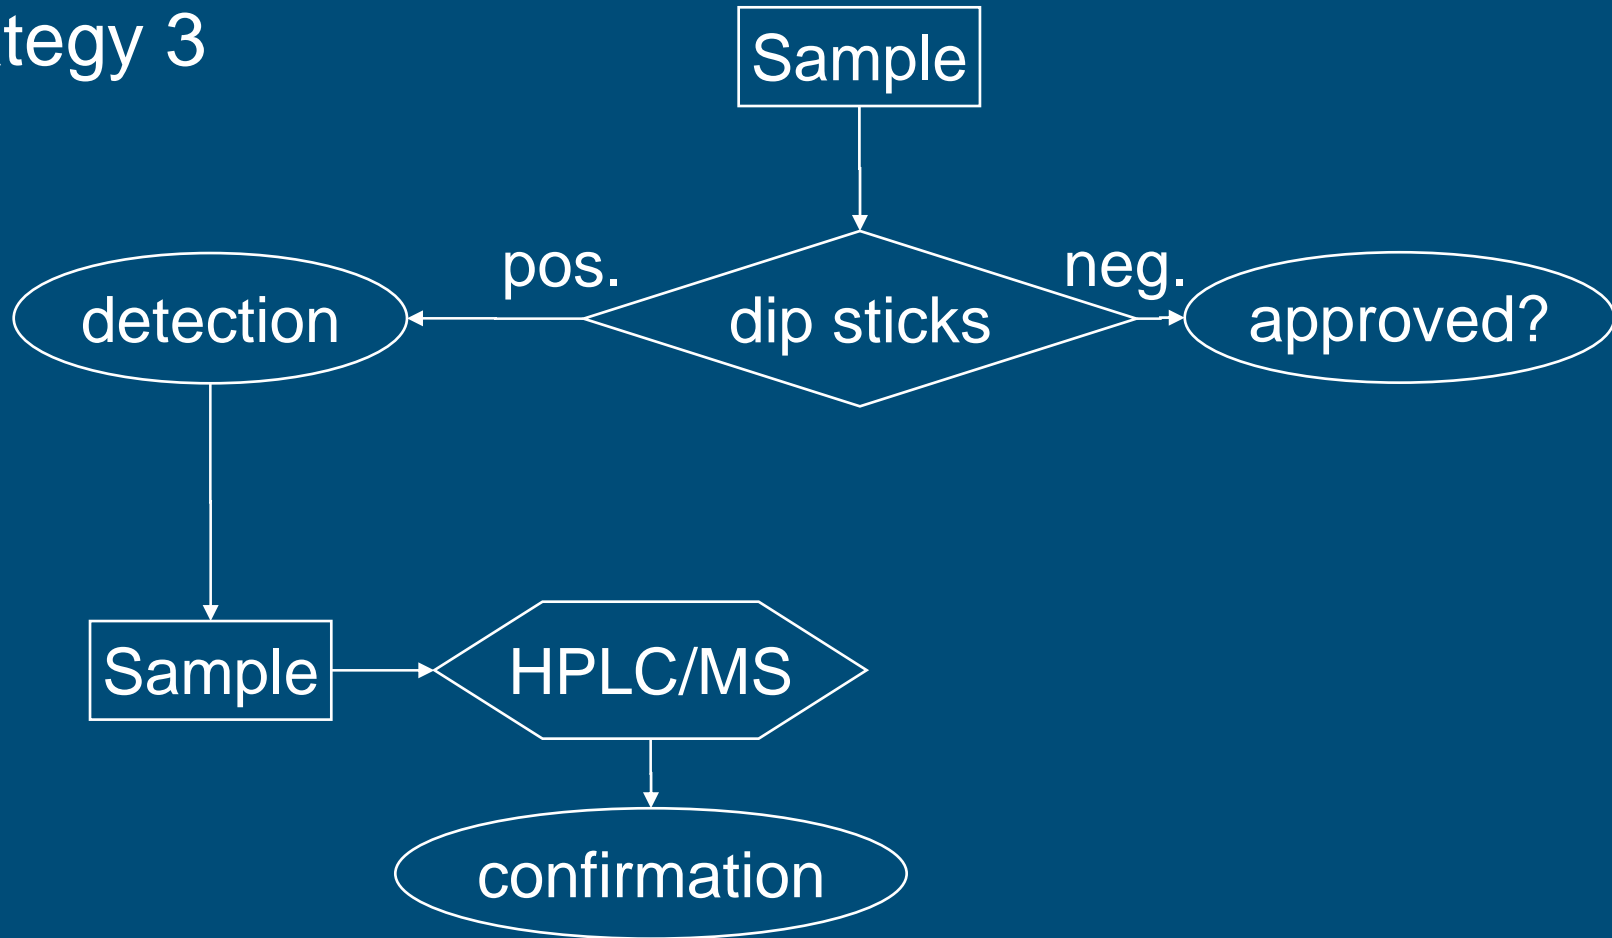 tegy 3
Sample
pos.
neg.
detection
dip sticks
approved?
Sample
HPLC/MS
confirmation